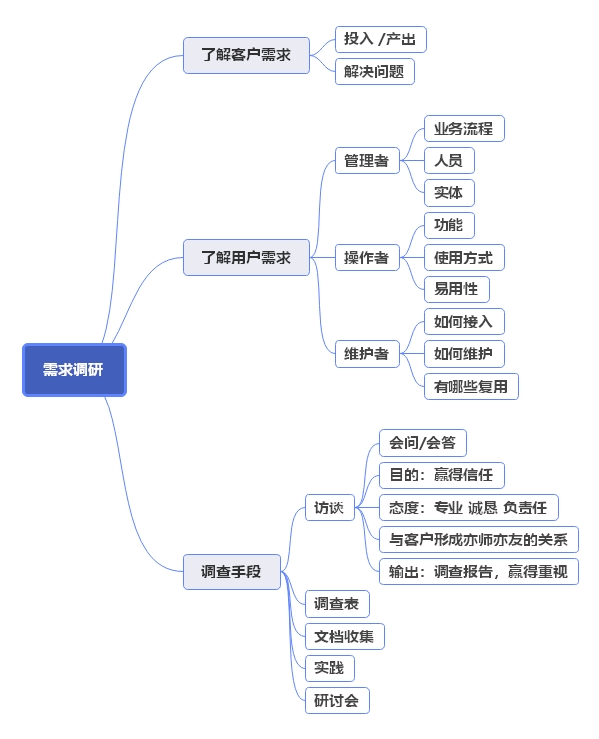 需求调研
了解客户需求
投入 /产出
解决问题
了解用户需求
管理者
业务流程
人员
实体
操作者
功能
使用方式
易用性
维护者
如何接入
如何维护
有哪些复用
调查手段
访谈
会问/会答
目的：赢得信任
态度：专业 诚恳 负责任
与客户形成亦师亦友的关系
输出：调查报告，赢得重视
调查表
文档收集
实践
研讨会